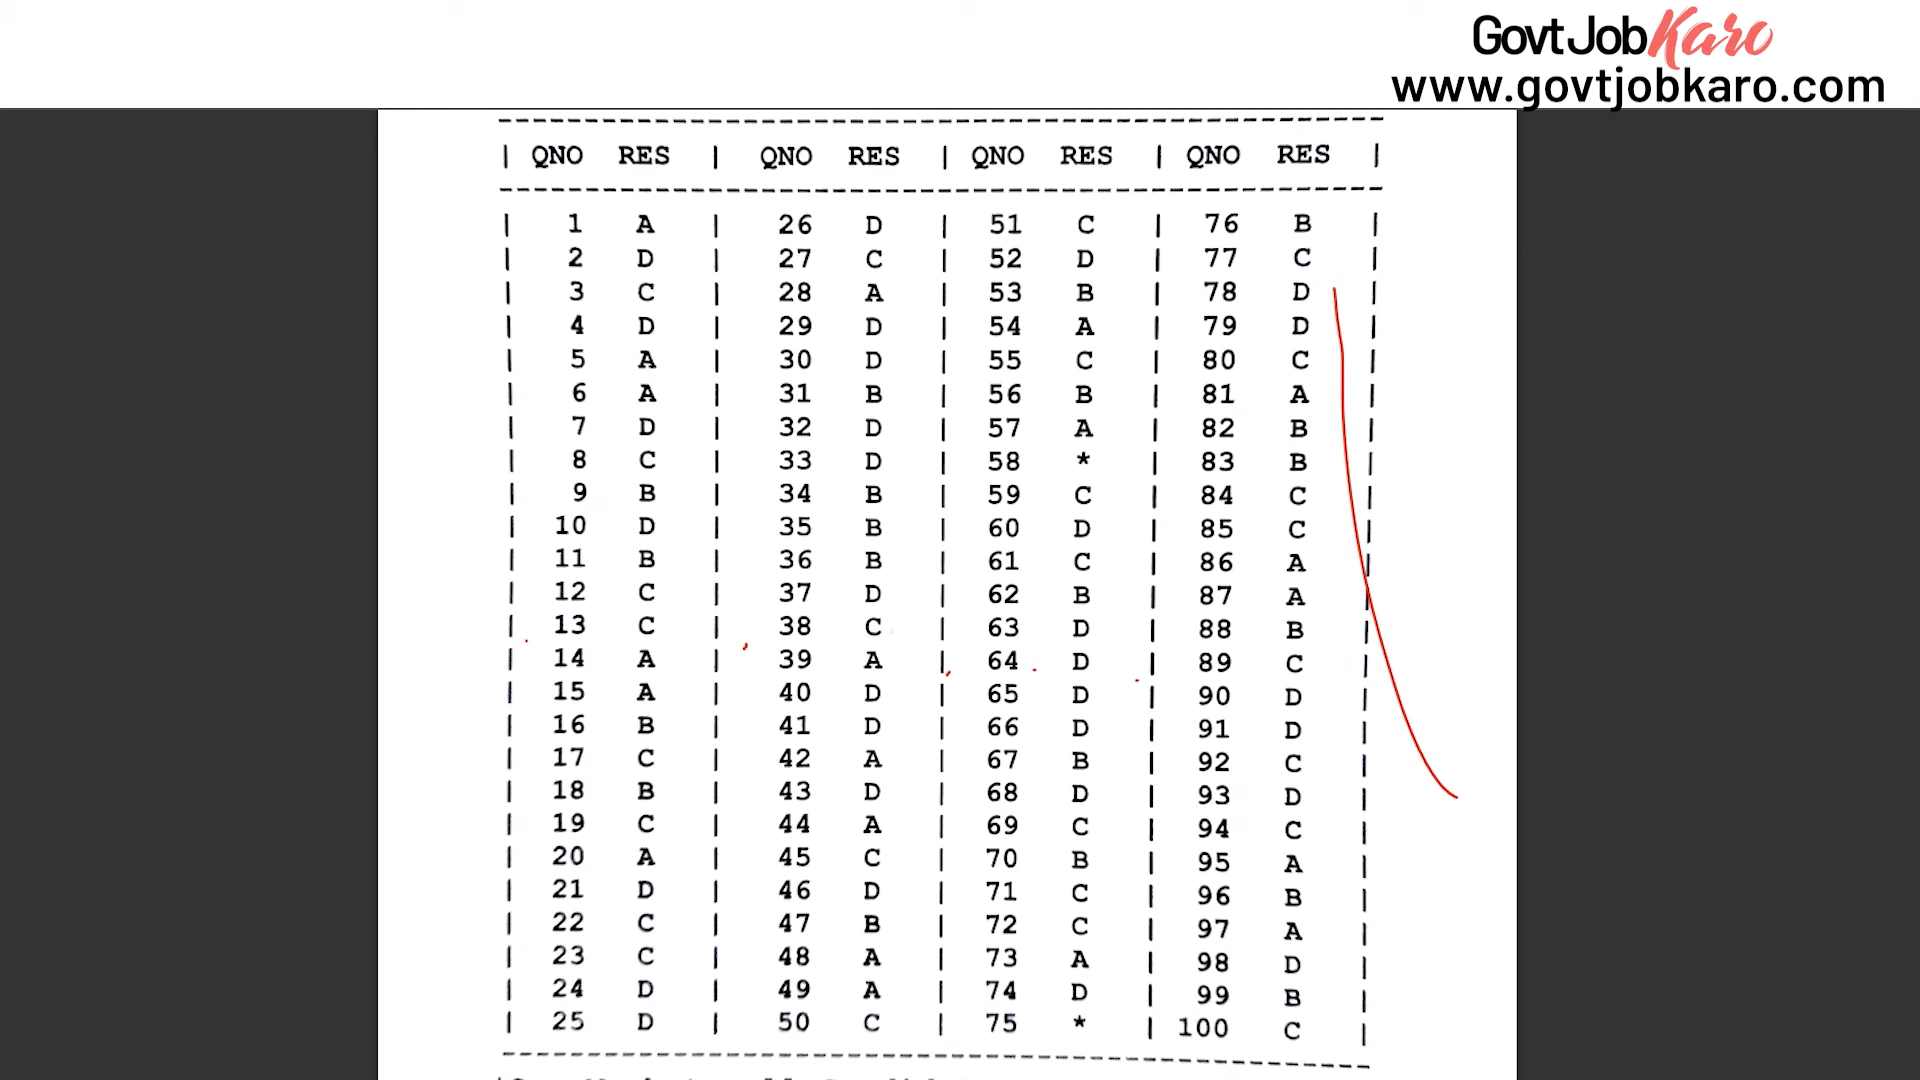 GovtJobKaro
www.govtjobkaro.com
| QNO RES | QNO RES | QNO RES | QNO RES |
| 1 A | 26 D | 51 C | 76 B |
| 2 D | 27 C | 52 D | 77 C |
| 3 C | 28 A | 53 B | 78 D |
| 4 D | 29 D | 54 A | 79 D |
| 5 A | 30 D | 55 C | 80 C |
| 6 A | 31 B | 56 B | 81 A |
| 7 D | 32 D | 57 A | 82 B |
| 8 C | 33 D | 58 * | 83 B |
| 9 B | 34 B | 59 C | 84 C |
| 10 D | 35 B | 60 D | 85 C |
| 11 B | 36 B | 61 C | 86 A |
| 12 C | 37 D | 62 B | 87 A |
| 13 C | 38 C | 63 D | 88 B |
| 14 A | 39 A | 64 D | 89 C |
| 15 A | 40 D | 65 D | 90 D |
| 16 B | 41 D | 66 D | 91 D |
| 17 C | 42 A | 67 B | 92 C |
| 18 B | 43 D | 68 D | 93 D |
| 19 C | 44 A | 69 C | 94 C |
| 20 A | 45 C | 70 B | 95 A |
| 21 D | 46 D | 71 C | 96 B |
| 22 C | 47 B | 72 C | 97 A |
| 23 C | 48 A | 73 A | 98 D |
| 24 D | 49 A | 74 D | 99 B |
| 25 D | 50 C | 75 * | 100 C |